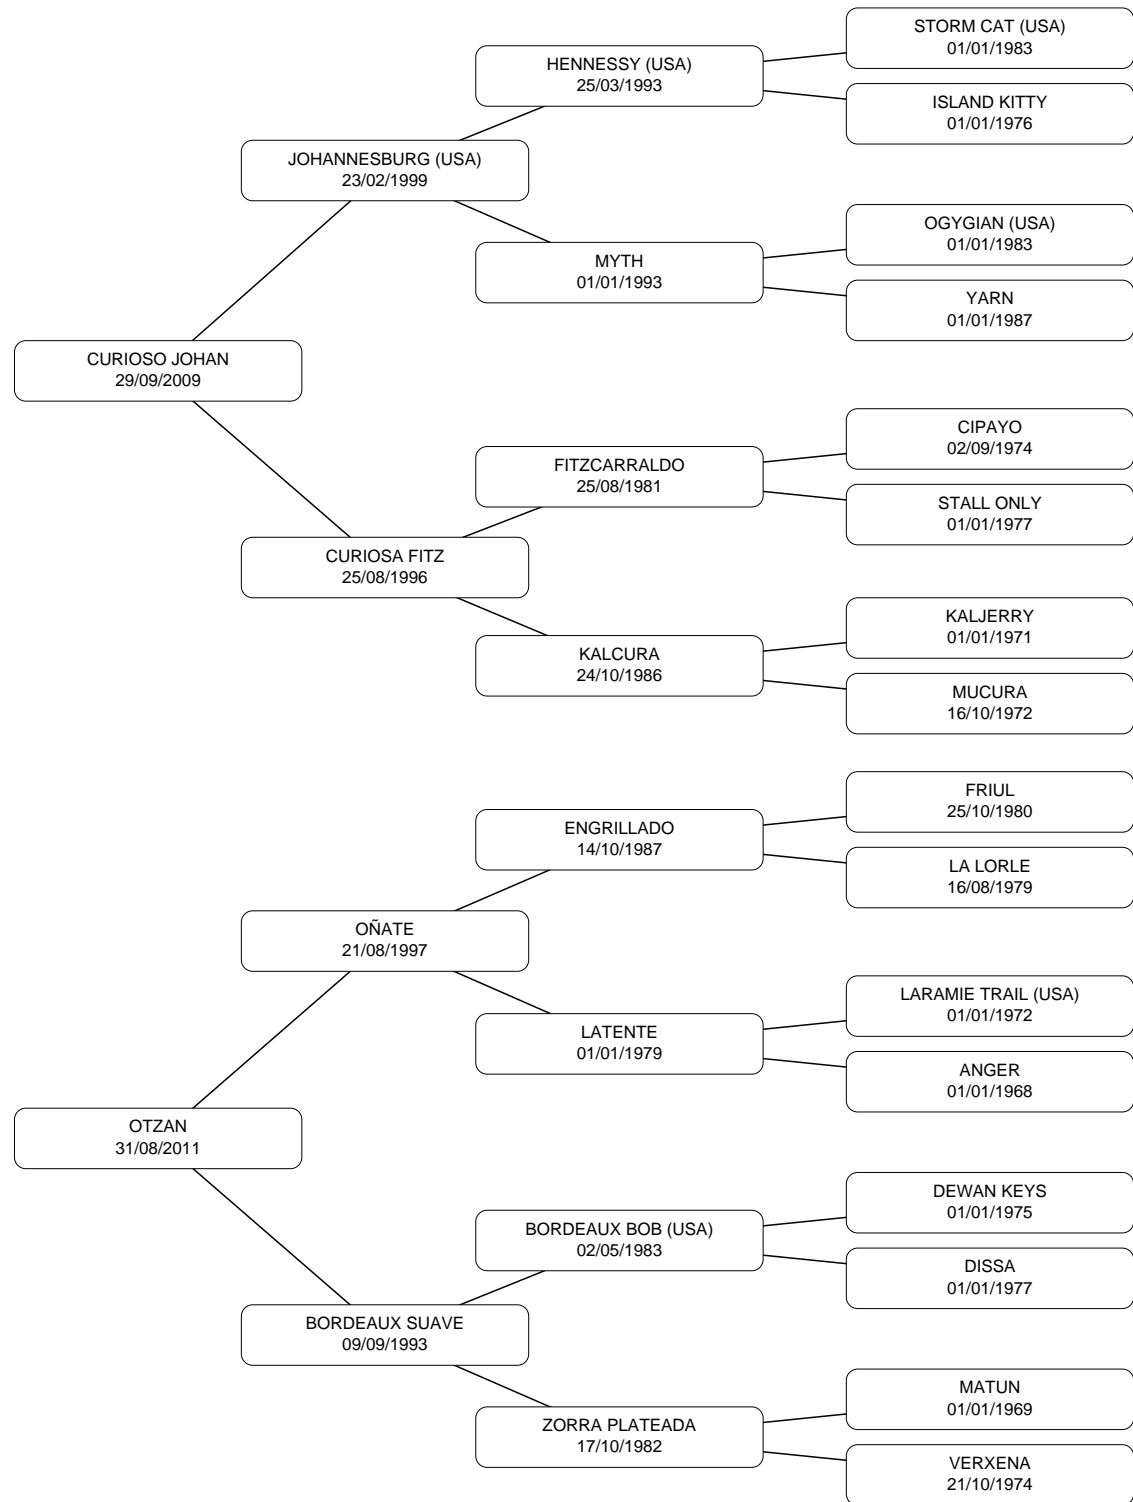 STORM CAT (USA)
01/01/1983
HENNESSY (USA)
25/03/1993
ISLAND KITTY
01/01/1976
JOHANNESBURG (USA)
23/02/1999
OGYGIAN (USA)
01/01/1983
MYTH
01/01/1993
YARN
01/01/1987
CURIOSO JOHAN
29/09/2009
CIPAYO
02/09/1974
FITZCARRALDO
25/08/1981
STALL ONLY
01/01/1977
CURIOSA FITZ
25/08/1996
KALJERRY
01/01/1971
KALCURA
24/10/1986
MUCURA
16/10/1972
FRIUL
25/10/1980
ENGRILLADO
14/10/1987
LA LORLE
16/08/1979
OÑATE
21/08/1997
LARAMIE TRAIL (USA)
01/01/1972
LATENTE
01/01/1979
ANGER
01/01/1968
OTZAN
31/08/2011
DEWAN KEYS
01/01/1975
BORDEAUX BOB (USA)
02/05/1983
DISSA
01/01/1977
BORDEAUX SUAVE
09/09/1993
MATUN
01/01/1969
ZORRA PLATEADA
17/10/1982
VERXENA
21/10/1974